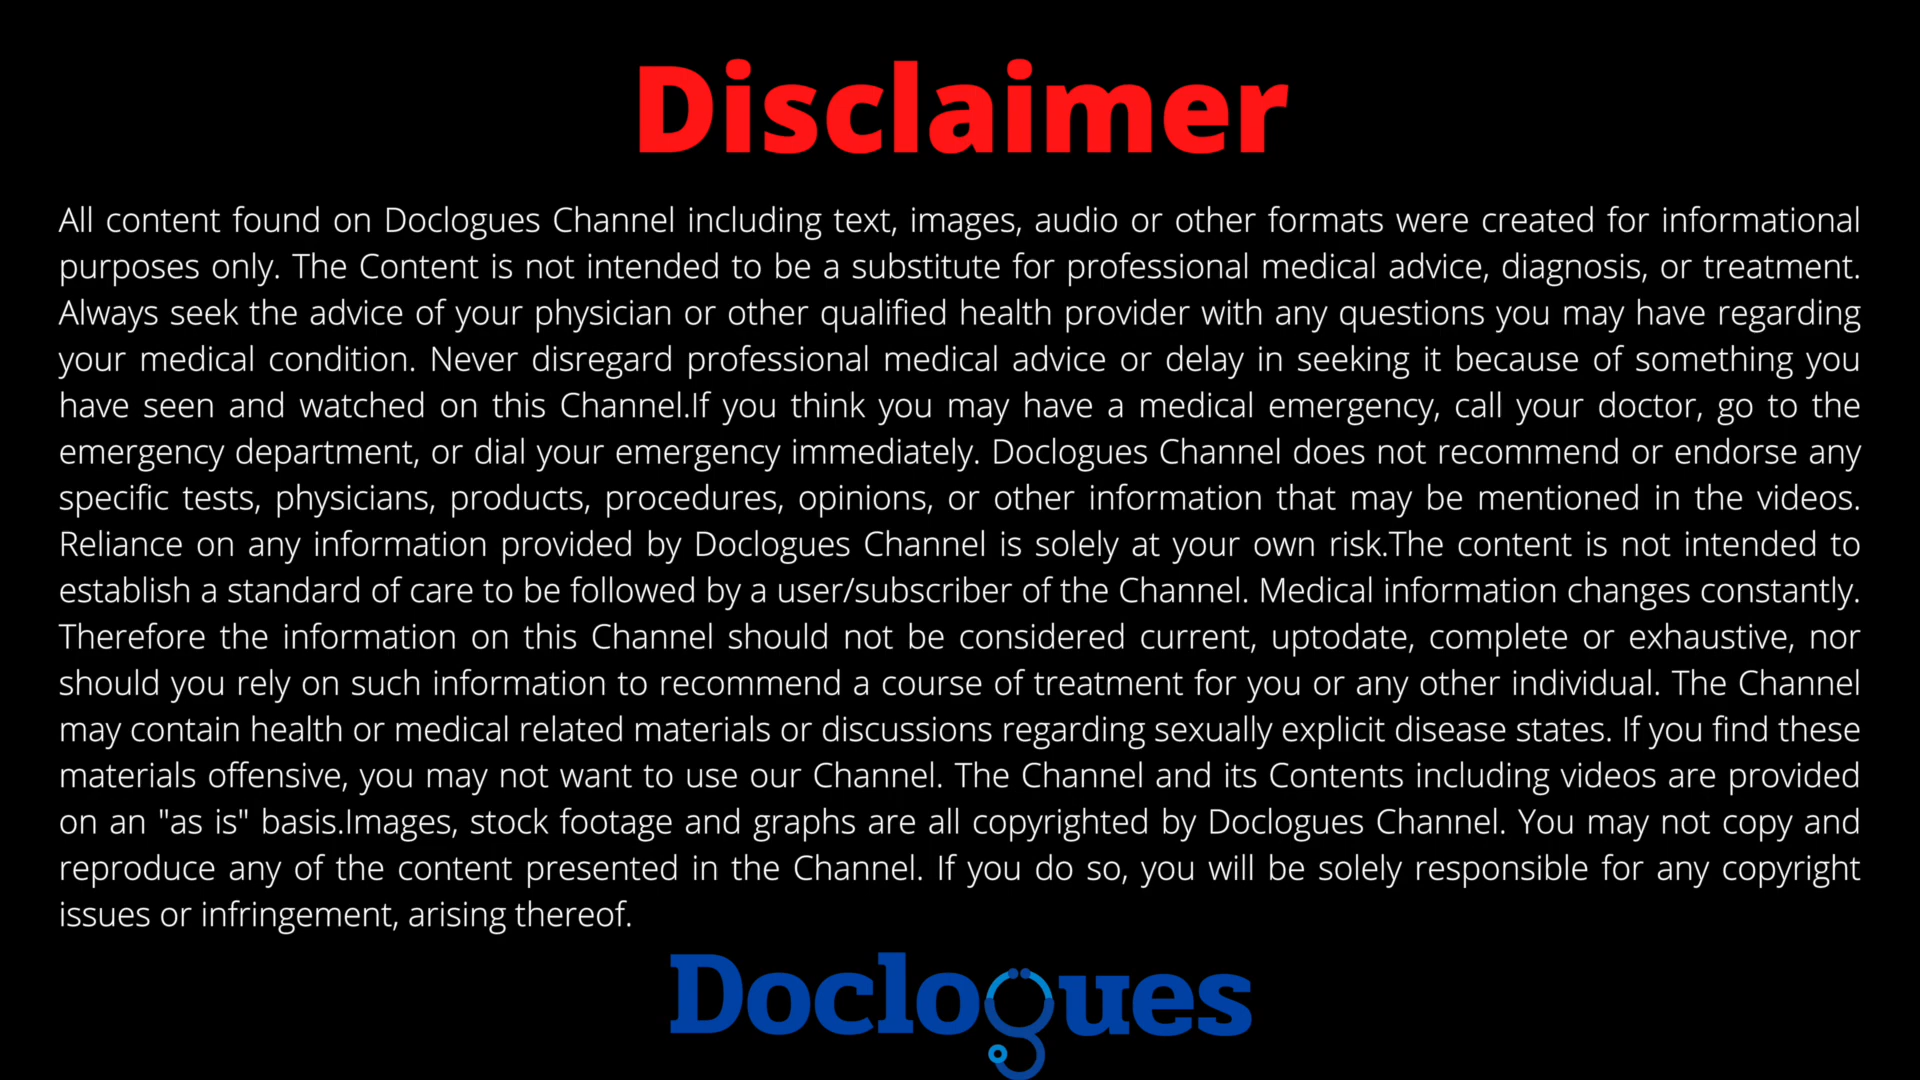 Disclaimer
All content found on Doclogues Channel including text, images, audio or other formats were created for informational
purposes only. The Content is not intended to be a substitute for professional medical advice, diagnosis, or treatment.
Always seek the advice of your physician or other qualified health provider with any questions you may have regarding
your medical condition. Never disregard professional medical advice or delay in seeking it because of something you
have seen and watched on this Channel.If you think you may have a medical emergency, call your doctor, go to the
emergency department, or dial your emergency immediately. Doclogues Channel does not recommend or endorse any
specific tests, physicians, products, procedures, opinions, or other information that may be mentioned in the videos.
Reliance on any information provided by Doclogues Channel is solely at your own risk.The content is not intended to
establish a standard of care to be followed by a user/subscriber of the Channel. Medical information changes constantly.
Therefore the information on this Channel should not be considered current, uptodate, complete or exhaustive, nor
should you rely on such information to recommend a course of treatment for you or any other individual. The Channel
may contain health or medical related materials or discussions regarding sexually explicit disease states. If you find these
materials offensive, you may not want to use our Channel. The Channel and its Contents including videos are provided
on an "as is" basis.Images, stock footage and graphs are all copyrighted by Doclogues Channel. You may not copy and
reproduce any of the content presented in the Channel. If you do so, you will be solely responsible for any copyright
issues or infringement, arising thereof.
Doclogues